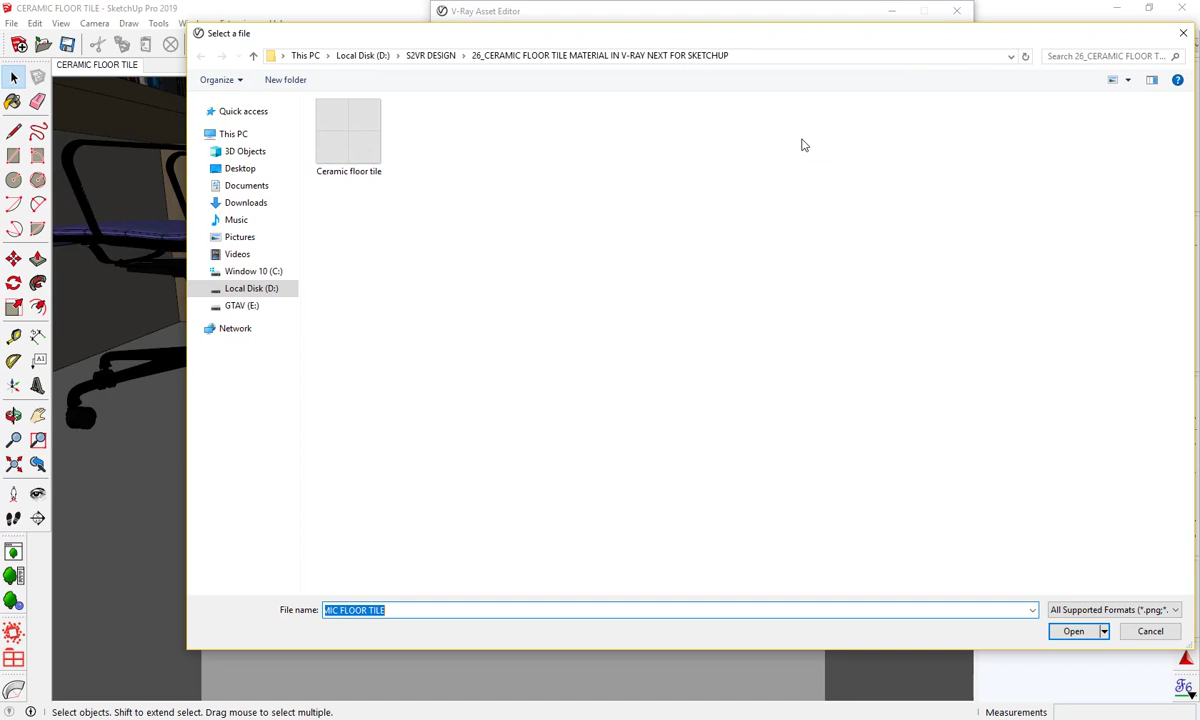 CERAMIC FLOOR TILE - SketchUp Pro 2019
V-Ray Asset Editor
File Edit View Camera Draw Tools
Select a file
This PC Local Disk (D:) S2VR DESIGN 26_CERAMIC FLOOR TILE MATERIAL IN V-RAY NEXT FOR SKETCHUP
Search 26_CERAMIC FLOOR T...
CERAMIC FLOOR TILE
Organize New folder
Quick access
This PC
3D Objects
Desktop
Documents
Downloads
Music
Pictures
Videos
Window 10 (C:)
Local Disk (D:)
GTAV (E:)
Network
Ceramic floor tile
A1
File name: MIC FLOOR TILE
All Supported Formats (*.png;*.
Open Cancel
F6
Select objects. Shift to extend select. Drag mouse to select multiple.
Measurements